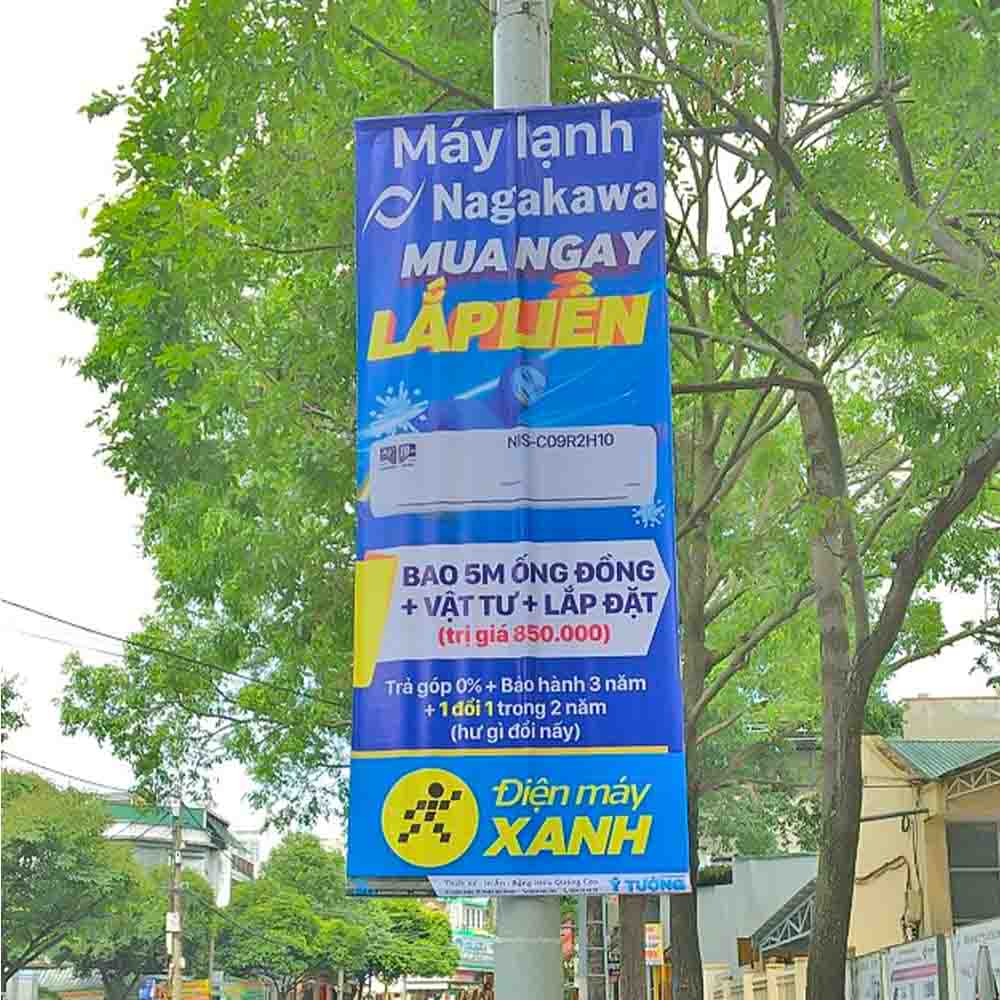 Máy lạnh
Nagakawa
MUA NGAY
LẮP LIỀN
NIS-C09R2H10
BAO 5M ỐNG ĐỒNG
+ VẬT TƯ + LẮP ĐẶT
(trị giá 850.000)
Trả góp 0% + Bảo hành 3 năm
+ 1 đổi 1 trong 2 năm
(hư gì đổi nấy)
Điện máy
XANH
Ý TƯỞNG